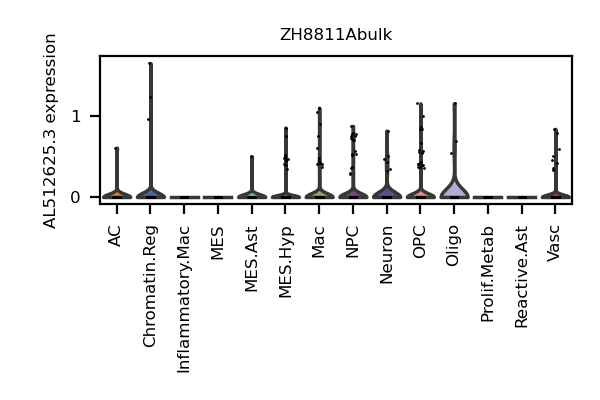 ZH8811Abulk
AL512625.3 expression
1
0
AC
Chromatin.Reg
Inflammatory.Mac
MES
MES.Ast
MES.Hyp
Mac
NPC
Neuron
OPC
Oligo
Prolif.Metab
Reactive.Ast
Vasc